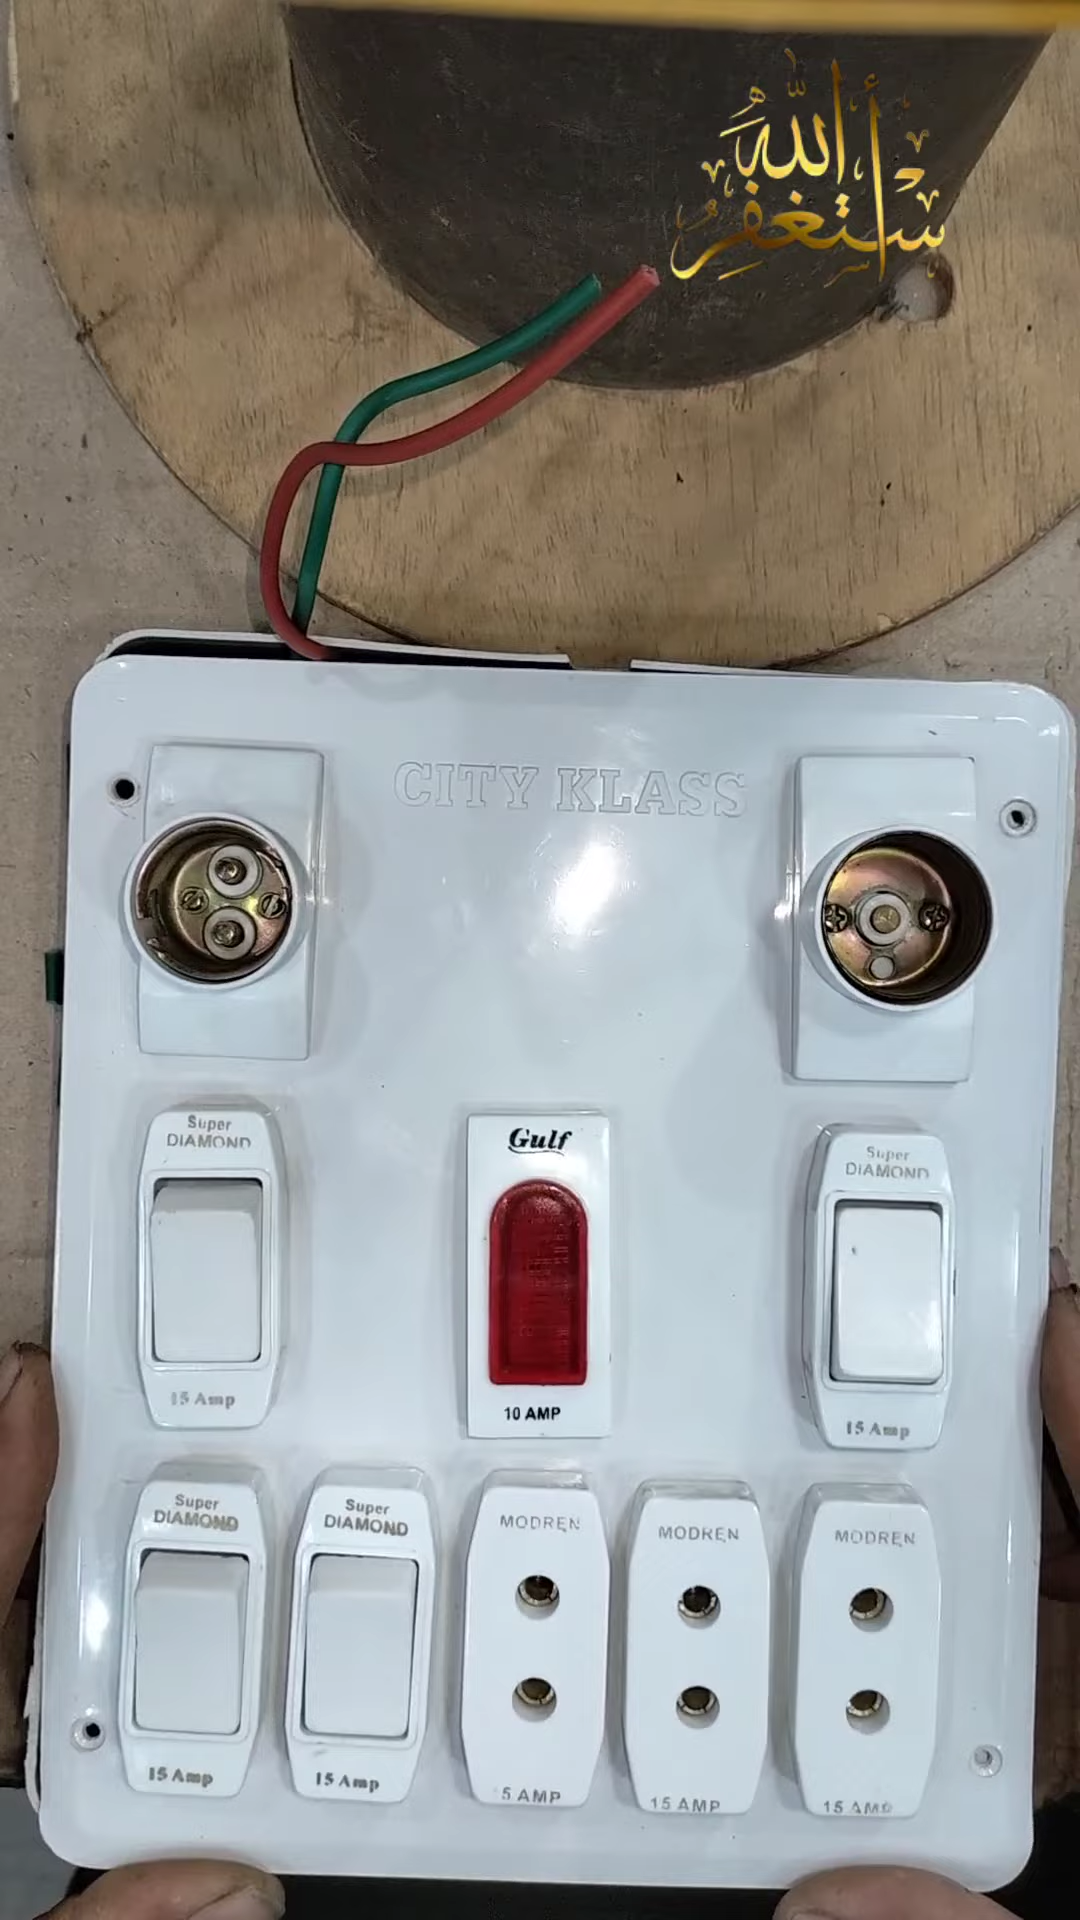 أستغفر الله
CITY KLASS
Super
DIAMOND
15 Amp
Gulf
10 AMP
Super
DIAMOND
15 Amp
Super
DIAMOND
15 Amp
Super
DIAMOND
15 Amp
MODREN
5 AMP
MODREN
15 AMP
MODREN
15 AMP